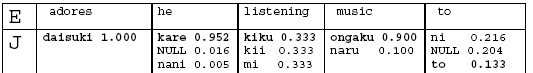 E adores he listening music to
J daisuki 1.000 kare 0.952 kiku 0.333 ongaku 0.900 ni 0.216
NULL 0.016 kii 0.333 naru 0.100 NULL 0.204
nani 0.005 mi 0.333 to 0.133